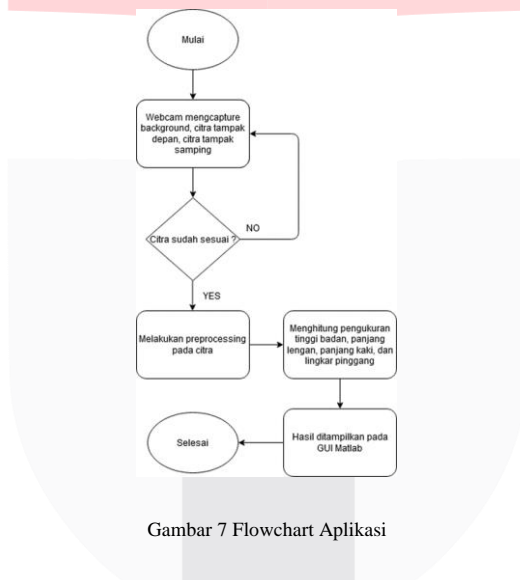 Mulai
Webcam mengcapture
background, citra tampak
depan, citra tampak
samping
Citra sudah sesuai ?
NO
YES
Melakukan preprocessing
pada citra
Menghitung pengukuran
tinggi badan, panjang
lengan, panjang kaki, dan
lingkar pinggang
Hasil ditampilkan pada
GUI Matlab
Selesai
Gambar 7 Flowchart Aplikasi